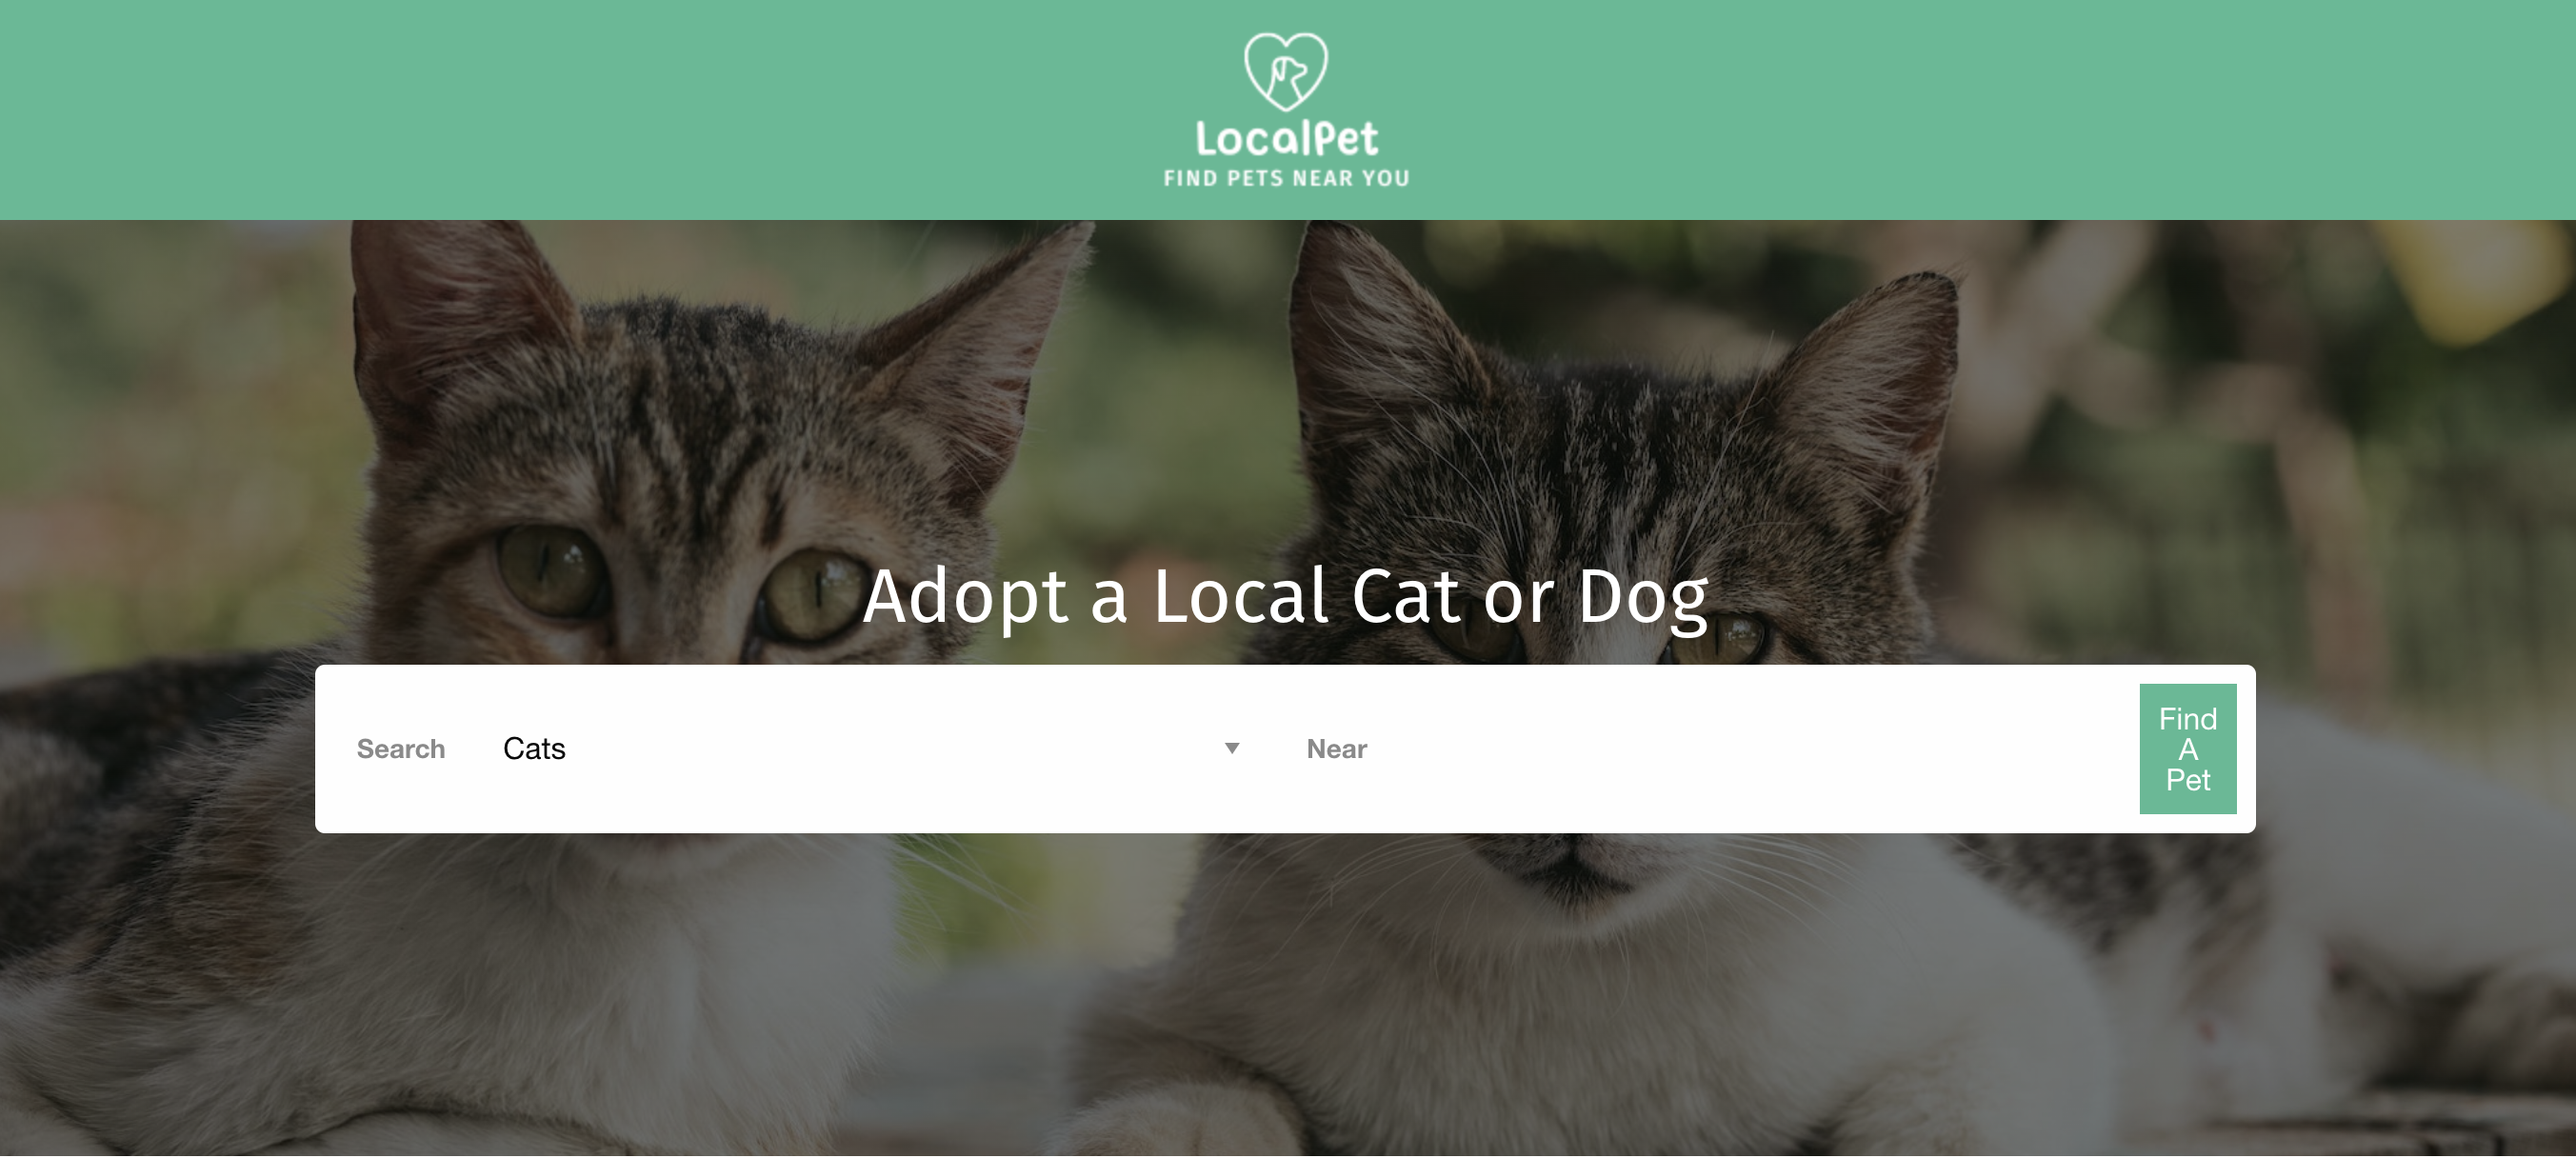 LocalPet
FIND PETS NEAR YOU
Adopt a Local Cat or Dog
Search Cats Near
Find
A
Pet